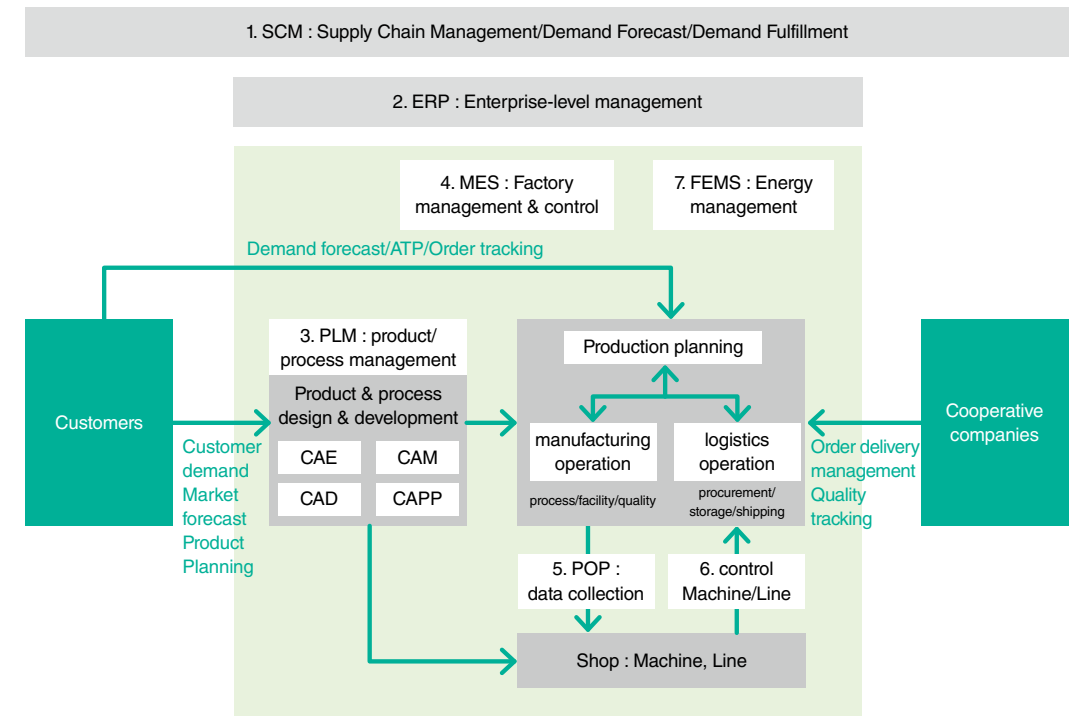 1. SCM : Supply Chain Management/Demand Forecast/Demand Fulfillment
2. ERP : Enterprise-level management
4. MES : Factory
management & control
7. FEMS : Energy
management
Demand forecast/ATP/Order tracking
3. PLM : product/
process management
Product & process
design & development
CAE
CAM
CAD
CAPP
Production planning
manufacturing
operation
process/facility/quality
logistics
operation
procurement/
storage/shipping
Customers
Customer
demand
Market
forecast
Product
Planning
Cooperative
companies
Order delivery
management
Quality
tracking
5. POP :
data collection
6. control
Machine/Line
Shop : Machine, Line